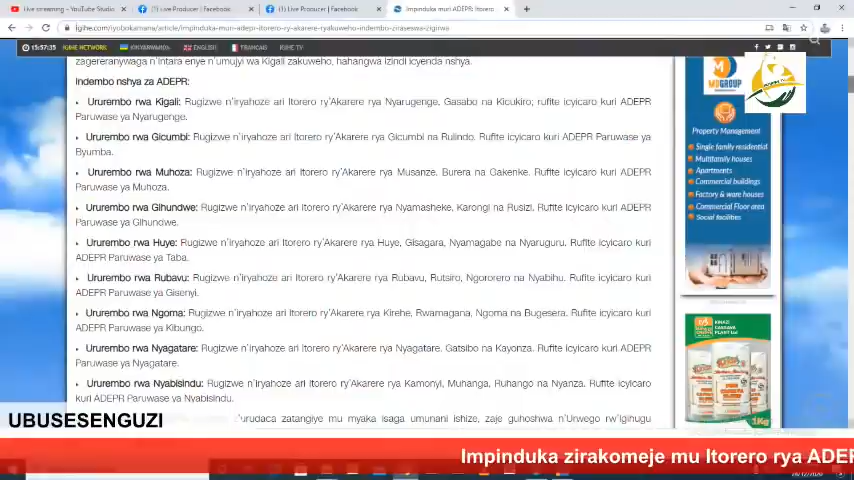 Live streaming - YouTube Studio
(1) Live Producer | Facebook
(1) Live Producer | Facebook
Impinduka muri ADEPR: Itorero
igihe.com/iyobokamana/article/impinduka-muri-adepr-itorero-ry-akarere-ryakuweho-indembo-ziraseswa-zigirwa
15:57:35 IGIHE NETWORK: IKINYARWANDA ENGLISH FRANCAIS IGIHE TV
zagereranywaga n'Intara enye n'umujyi wa Kigali zakuweho, hahangwa izindi icyenda nshya.
Indembo nshya za ADEPR:
Ururembo rwa Kigali: Rugizwe n'iryahoze ari Itorero ry'Akarere rya Nyarugenge, Gasabo na Kicukiro; rufite icyicaro kuri ADEPR
Paruwase ya Nyarugenge.
Ururembo rwa Gicumbi: Rugizwe n'iryahoze ari Itorero ry'Akarere rya Gicumbi na Rulindo. Rufite icyicaro kuri ADEPR Paruwase ya
Byumba.
Ururembo rwa Muhoza: Rugizwe n'iryahoze ari Itorero ry'Akarere rya Musanze, Burera na Gakenke. Rufite icyicaro kuri ADEPR
Paruwase ya Muhoza.
Ururembo rwa Gihundwe: Rugizwe n'iryahoze ari Itorero ry'Akarere rya Nyamasheke, Karongi na Rusizi. Rufite icyicaro kuri ADEPR
Paruwase ya Gihundwe.
Ururembo rwa Huye: Rugizwe n'iryahoze ari Itorero ry'Akarere rya Huye, Gisagara, Nyamagabe na Nyaruguru. Rufite icyicaro kuri
ADEPR Paruwase ya Taba.
Ururembo rwa Rubavu: Rugizwe n'iryahoze ari Itorero ry'Akarere rya Rubavu, Rutsiro, Ngororero na Nyabihu. Rufite icyicaro kuri
ADEPR Paruwase ya Gisenyi.
Ururembo rwa Ngoma: Rugizwe n'iryahoze ari Itorero ry'Akarere rya Kirehe, Rwamagana, Ngoma na Bugesera. Rufite icyicaro kuri
ADEPR Paruwase ya Kibungo.
Ururembo rwa Nyagatare: Rugizwe n'iryahoze ari Itorero ry'Akarere rya Nyagatare, Gatsibo na Kayonza. Rufite icyicaro kuri ADEPR
Paruwase ya Nyagatare.
Ururembo rwa Nyabisindu: Rugizwe n'iryahoze ari Itorero ry'Akarere rya Kamonyi, Muhanga, Ruhango na Nyanza. Rufite icyicaro
kuri ADEPR Paruwase ya Nyabisindu.
zatangiye mu myaka isaga umunani ishize, zaje guhoshwa n'Urwego rw'Igihugu
GROUP
Property Management
Single family residential
Multifamily houses
Apartments
Commercial buildings
Factory & ware houses
Commercial Floor area
Social facilities
KINAZI
CASSAVA
PLANT Ltd
1Kg
UBUSESENGUZI
Impinduka zirakomeje mu Itorero rya ADEP